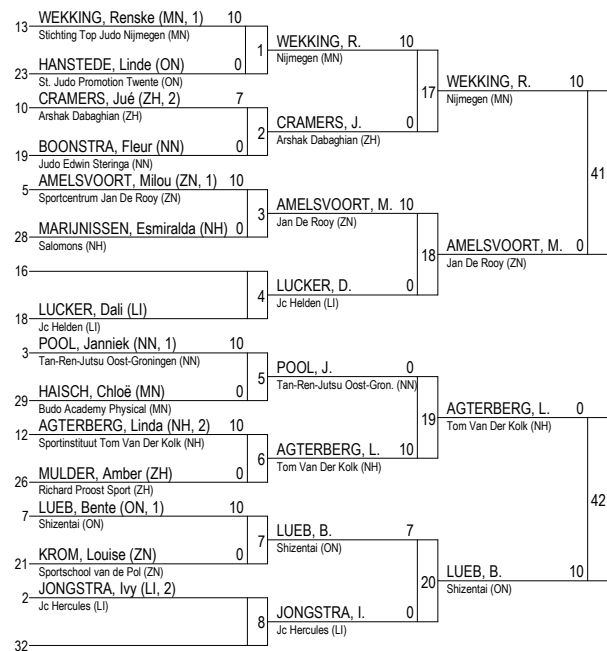 13 WEKKING, Renske (MN, 1) 10
Stichting Top Judo Nijmegen (MN)
1
23 HANSTEDE, Linde (ON) 0
St. Judo Promotion Twente (ON)
10 CRAMERS, Jué (ZH, 2) 7
Arshak Dabaghian (ZH)
2
19 BOONSTRA, Fleur (NN) 0
Judo Edwin Steringa (NN)
5 AMELSVOORT, Milou (ZN, 1) 10
Sportcentrum Jan De Rooy (ZN)
3
28 MARIJNISSEN, Esmiralda (NH) 0
Salomons (NH)
16
4
18 LUCKER, Dali (LI)
Jc Helden (LI)
3 POOL, Janniek (NN, 1) 10
Tan-Ren-Jutsu Oost-Groningen (NN)
5
29 HAISCH, Chloë (MN) 0
Budo Academy Physical (MN)
12 AGTERBERG, Linda (NH, 2) 10
Sportinstituut Tom Van Der Kolk (NH)
6
26 MULDER, Amber (ZH) 0
Richard Proost Sport (ZH)
7 LUEB, Bente (ON, 1) 10
Shizentai (ON)
7
21 KROM, Louise (ZN) 0
Sportschool van de Pol (ZN)
2 JONGSTRA, Ivy (LI, 2)
Jc Hercules (LI)
8
32
WEKKING, R. 10
Nijmegen (MN)
17
CRAMERS, J. 0
Arshak Dabaghian (ZH)
AMELSVOORT, M. 10
Jan De Rooy (ZN)
18
LUCKER, D. 0
Jc Helden (LI)
POOL, J. 0
Tan-Ren-Jutsu Oost-Gron. (NN)
19
AGTERBERG, L. 10
Tom Van Der Kolk (NH)
LUEB, B. 7
Shizentai (ON)
20
JONGSTRA, I. 0
Jc Hercules (LI)
WEKKING, R. 10
Nijmegen (MN)
41
AMELSVOORT, M. 0
Jan De Rooy (ZN)
AGTERBERG, L. 0
Tom Van Der Kolk (NH)
42
LUEB, B. 10
Shizentai (ON)